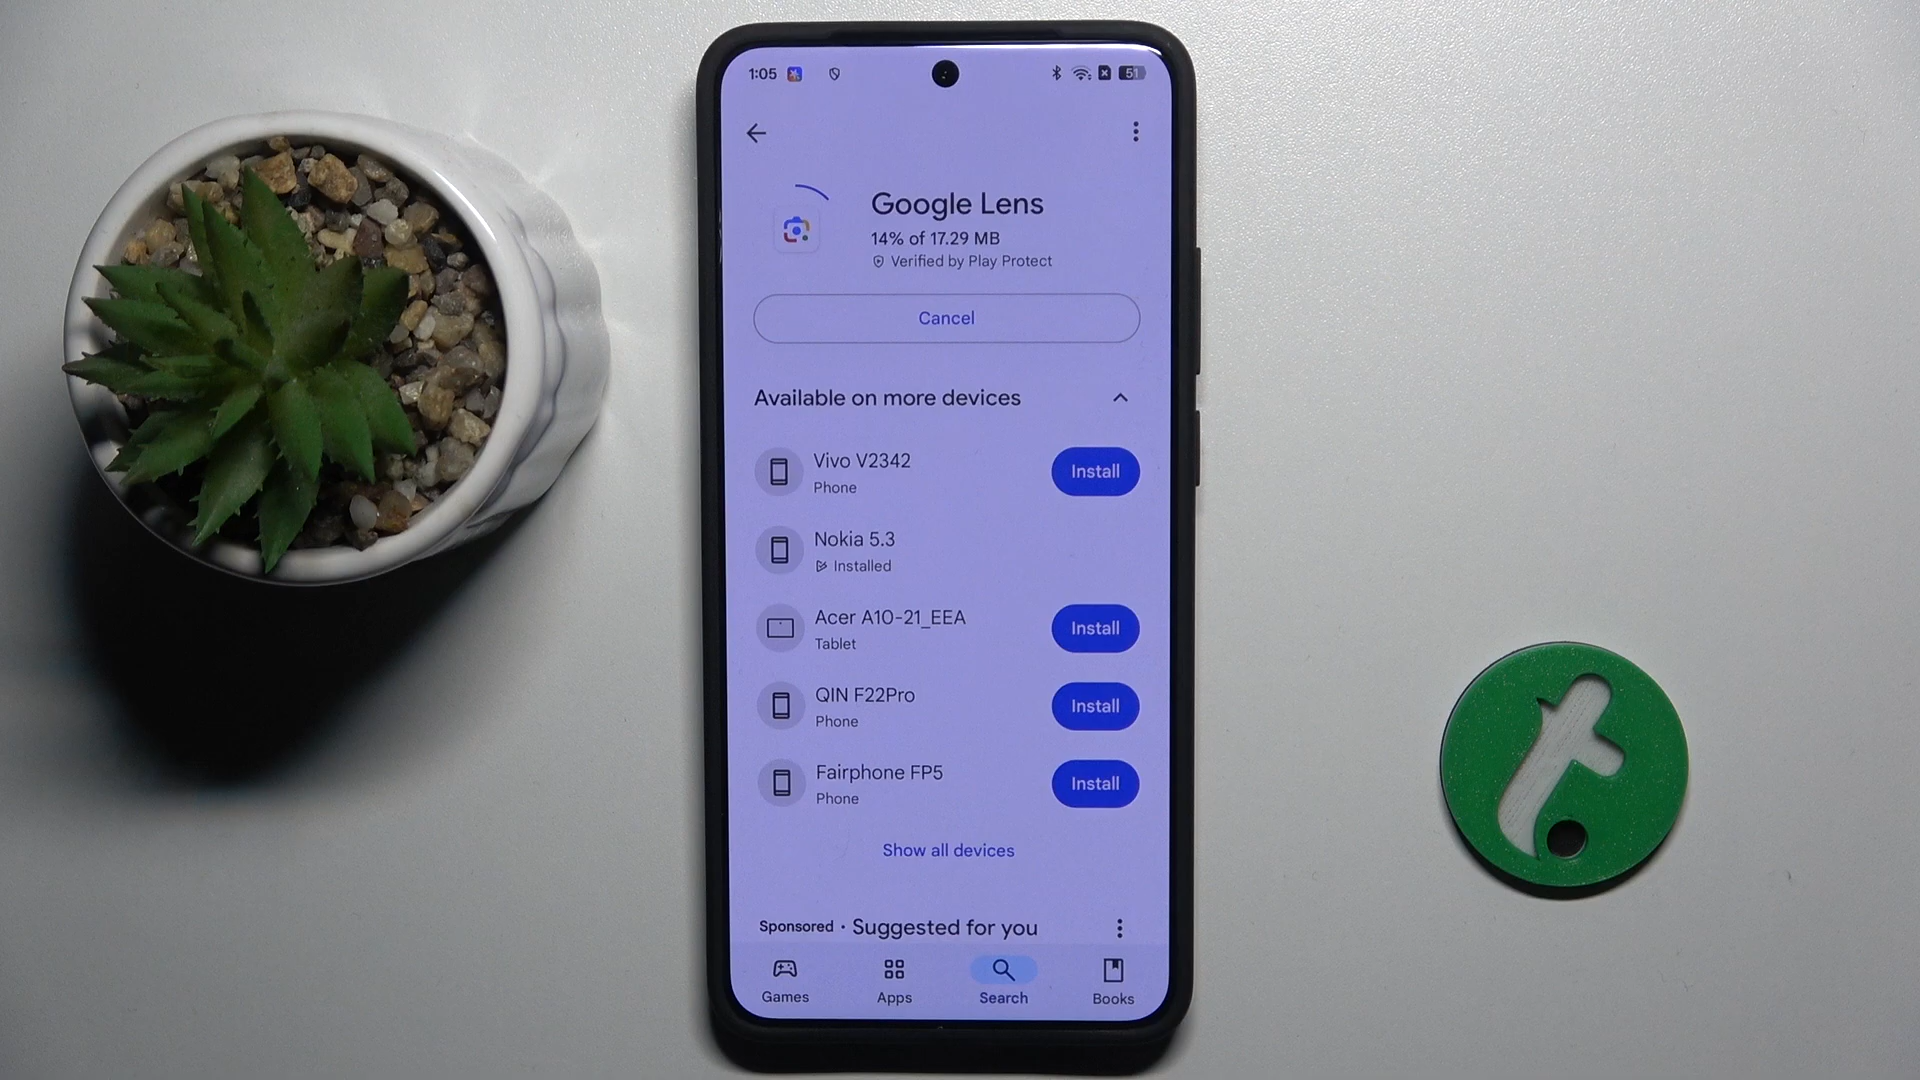 1:05
51
Google Lens
14% of 17.29 MB
Verified by Play Protect
Cancel
Available on more devices
Vivo V2342
Phone
Install
Nokia 5.3
Installed
Acer A10-21_EEA
Tablet
Install
QIN F22Pro
Phone
Install
Fairphone FP5
Phone
Install
Show all devices
Sponsored · Suggested for you
Games
Apps
Search
Books
t